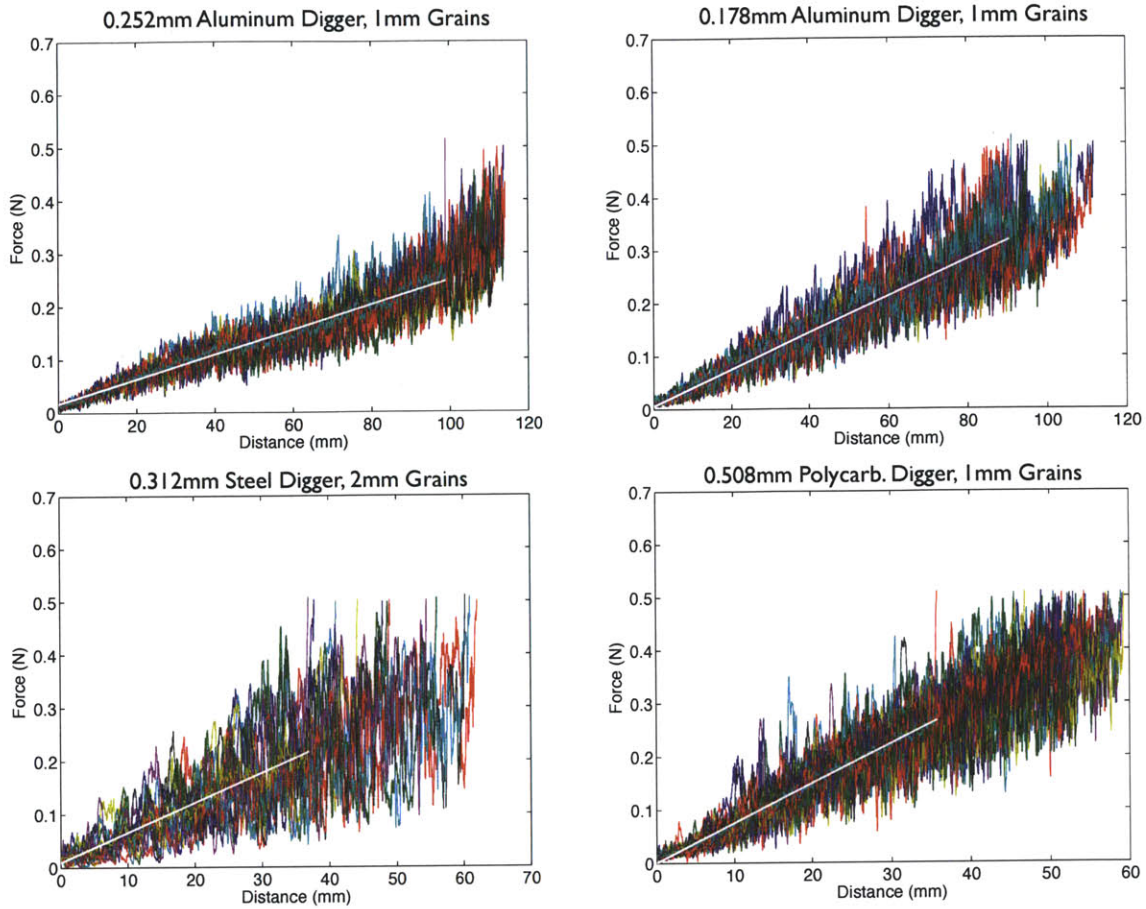 0.252mm Aluminum Digger, 1mm Grains
0.7
0.6
0.5
0.4
0.3
0.2
0.1
0
Force (N)
0 20 40 60 80 100 120
Distance (mm)
0.178mm Aluminum Digger, 1mm Grains
0.7
0.6
0.5
0.4
0.3
0.2
0.1
0
Force (N)
0 20 40 60 80 100 120
Distance (mm)
0.312mm Steel Digger, 2mm Grains
0.7
0.6
0.5
0.4
0.3
0.2
0.1
0
Force (N)
0 10 20 30 40 50 60 70
Distance (mm)
0.508mm Polycarb. Digger, 1mm Grains
0.7
0.6
0.5
0.4
0.3
0.2
0.1
0
Force (N)
0 10 20 30 40 50 60
Distance (mm)